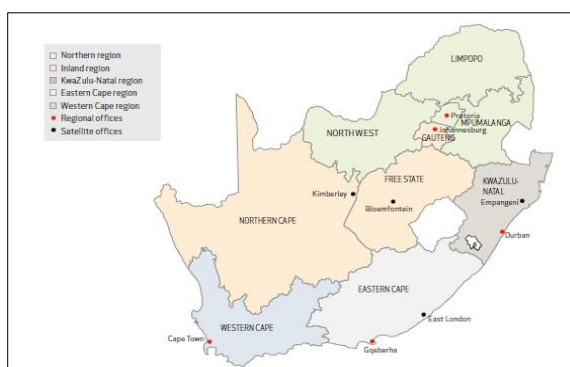 Northern region
Inland region
KwaZulu-Natal region
Eastern Cape region
Western Cape region
Regional offices
Satellite offices
LIMPOPO
Pretoria
MPUMALANGA
Johannesburg
NORTH WEST
GAUTENG
FREE STATE
KWAZULU-
NATAL
Kimberley
Empangeni
Bloemfontein
NORTHERN CAPE
Durban
EASTERN CAPE
East London
WESTERN CAPE
Cape Town
Gqeberha